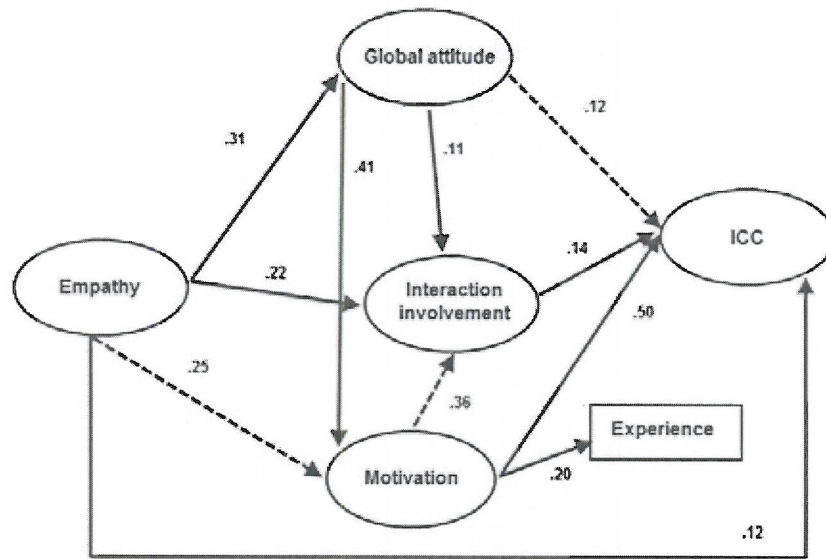 Global attitude
.12
.31
.41
.11
ICC
.14
.22
Empathy
Interaction
involvement
.50
.25
.36
Experience
Motivation
.20
.12